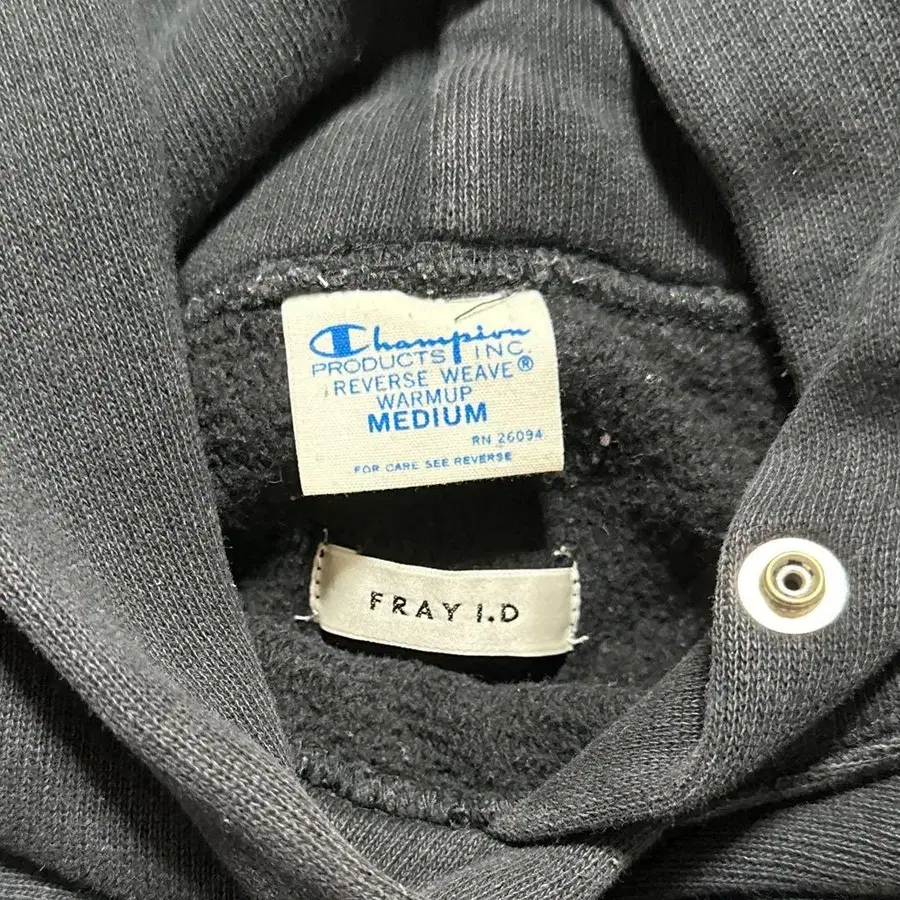 Champion
PRODUCTS INC.
REVERSE WEAVE®
WARMUP
MEDIUM
RN 26094
FOR CARE SEE REVERSE
FRAY I.D